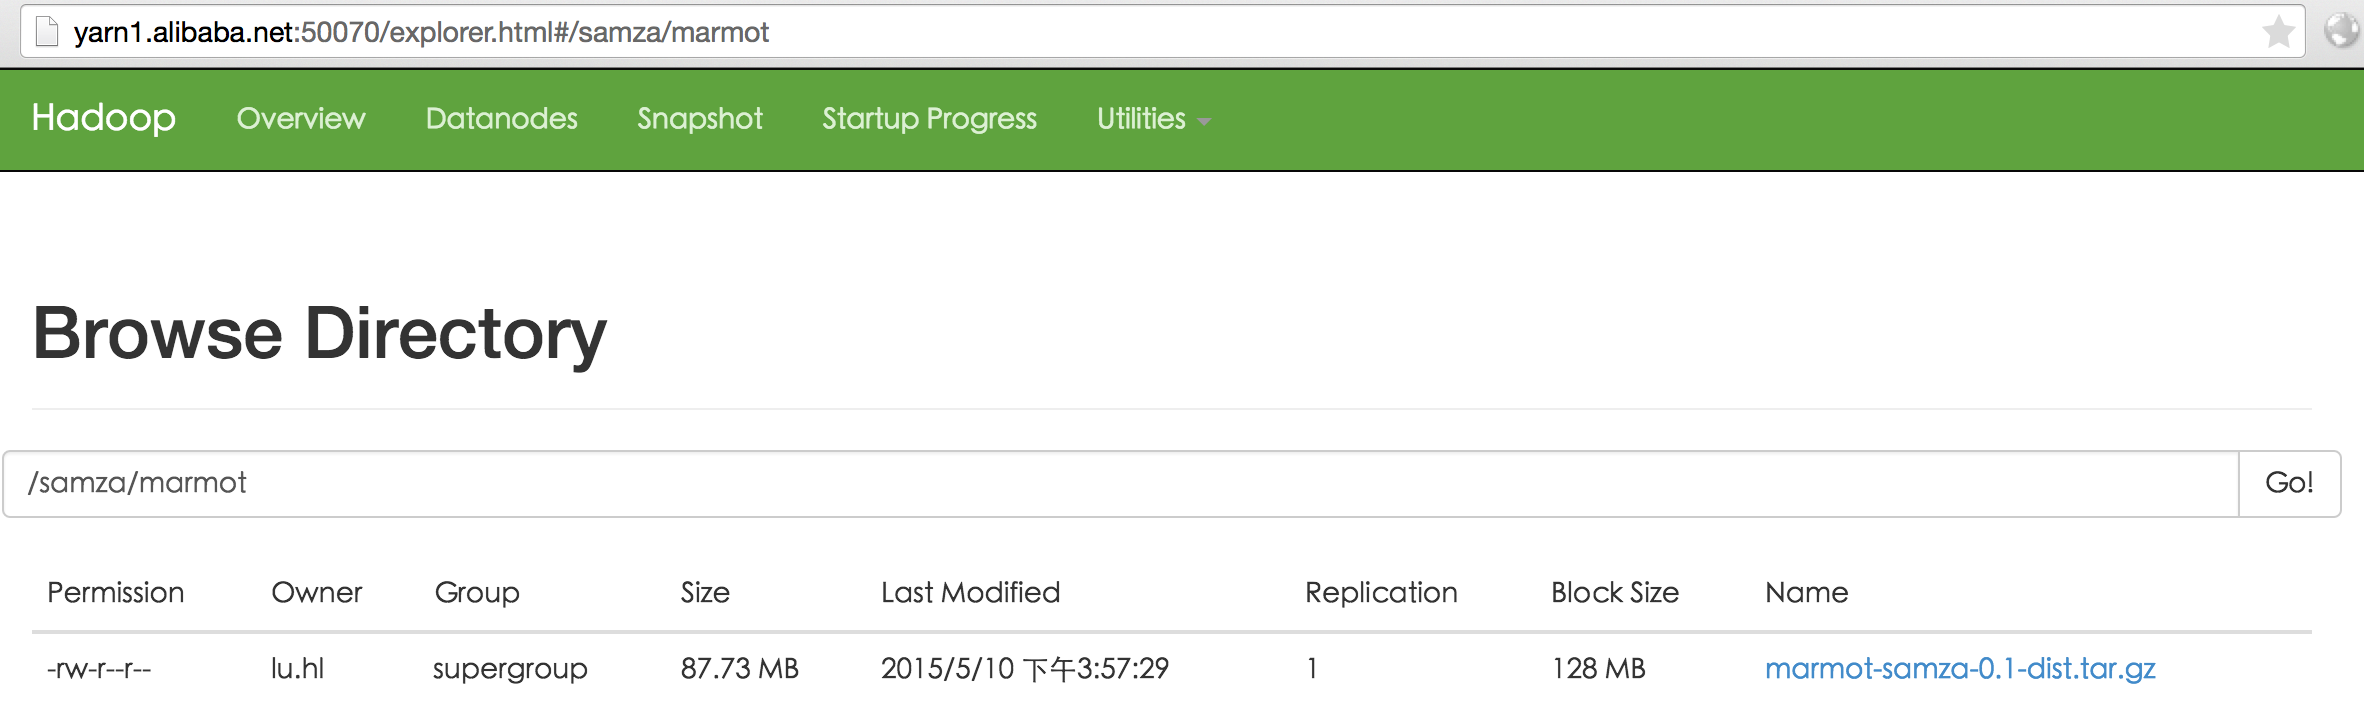 yarn1.alibaba.net:50070/explorer.html#/samza/marmot
Hadoop Overview Datanodes Snapshot Startup Progress Utilities
Browse Directory
/samza/marmot Go!
Permission Owner Group Size Last Modified Replication Block Size Name
-rw-r--r-- lu.hl supergroup 87.73 MB 2015/5/10 下午3:57:29 1 128 MB marmot-samza-0.1-dist.tar.gz